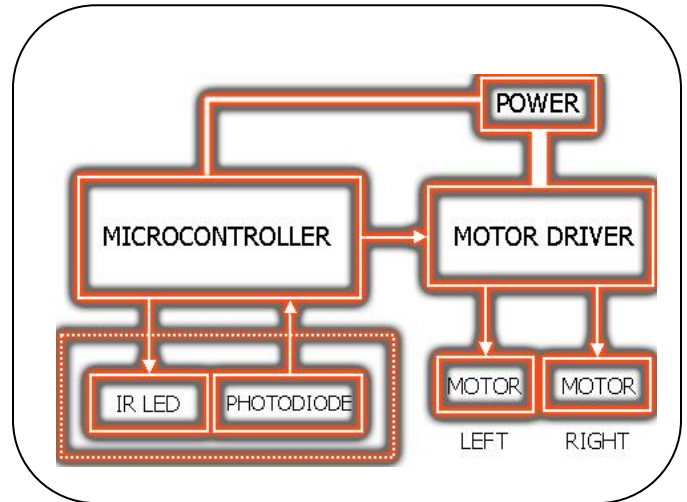 POWER
MICROCONTROLLER
MOTOR DRIVER
IR LED
PHOTODIODE
MOTOR
MOTOR
LEFT
RIGHT